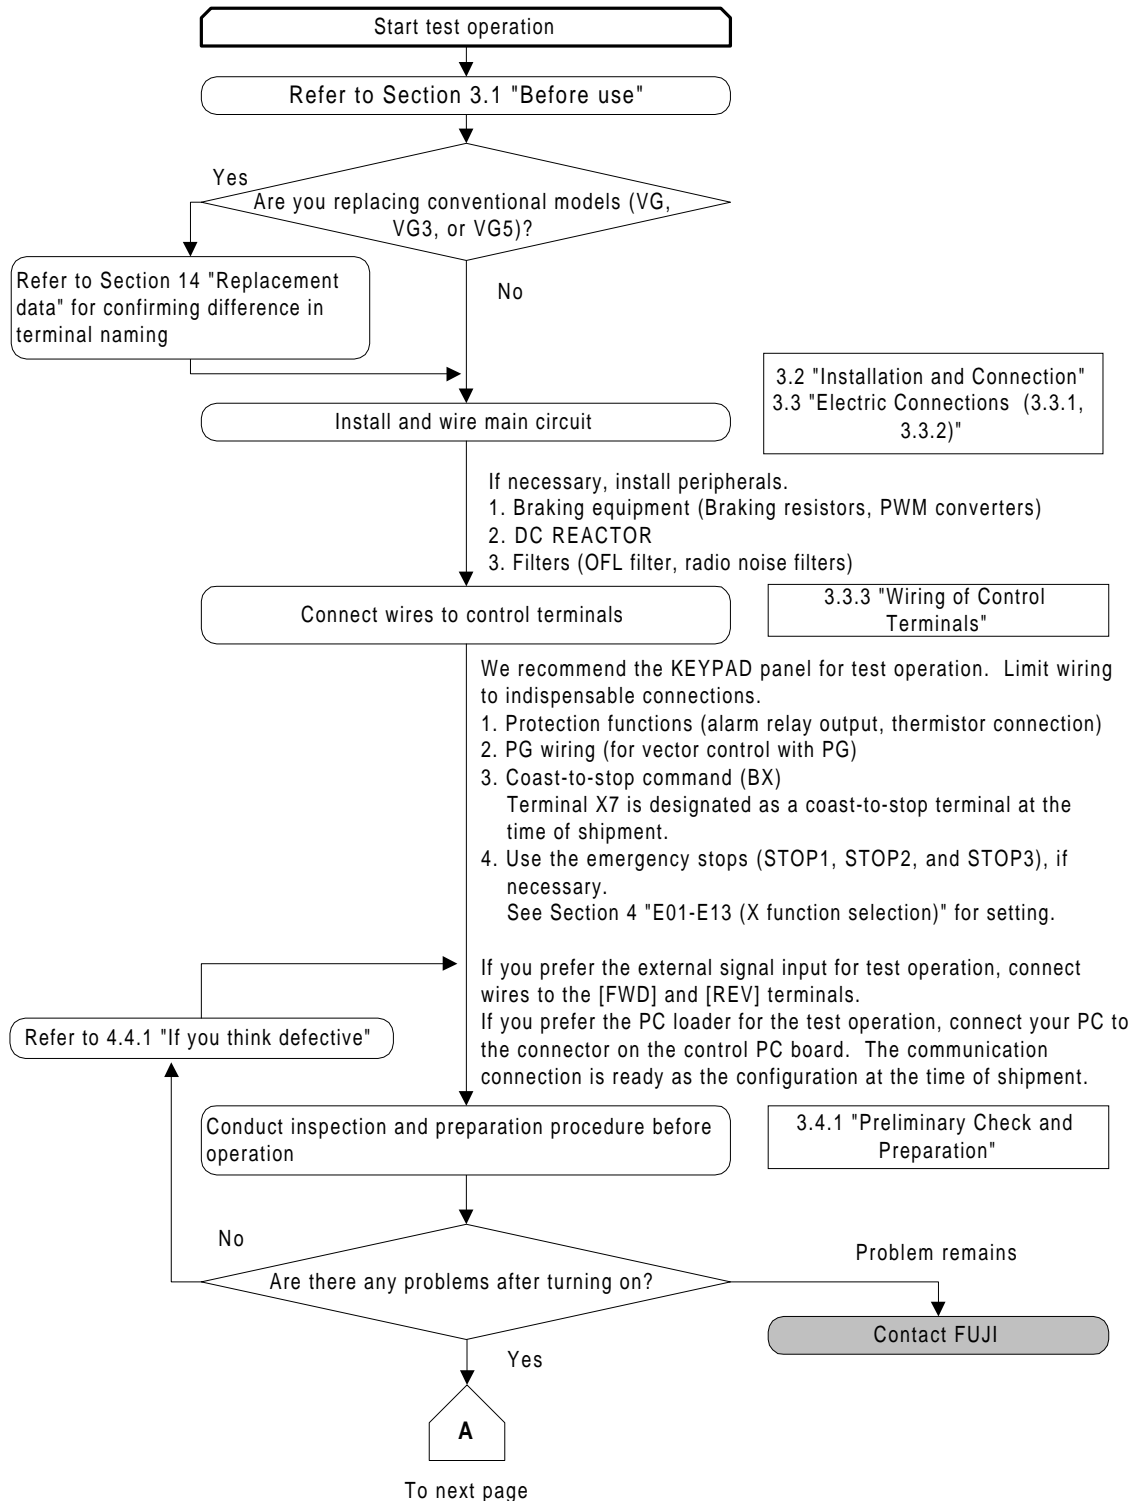 Start test operation
Refer to Section 3.1 "Before use"
Yes
Are you replacing conventional models (VG,
VG3, or VG5)?
Refer to Section 14 "Replacement
data" for confirming difference in
terminal naming
No
3.2 "Installation and Connection"
3.3 "Electric Connections (3.3.1,
3.3.2)"
Install and wire main circuit
If necessary, install peripherals.
1. Braking equipment (Braking resistors, PWM converters)
2. DC REACTOR
3. Filters (OFL filter, radio noise filters)
Connect wires to control terminals
3.3.3 "Wiring of Control
Terminals"
We recommend the KEYPAD panel for test operation. Limit wiring
to indispensable connections.
1. Protection functions (alarm relay output, thermistor connection)
2. PG wiring (for vector control with PG)
3. Coast-to-stop command (BX)
Terminal X7 is designated as a coast-to-stop terminal at the
time of shipment.
4. Use the emergency stops (STOP1, STOP2, and STOP3), if
necessary.
See Section 4 "E01-E13 (X function selection)" for setting.
If you prefer the external signal input for test operation, connect
wires to the [FWD] and [REV] terminals.
If you prefer the PC loader for the test operation, connect your PC to
the connector on the control PC board. The communication
connection is ready as the configuration at the time of shipment.
Refer to 4.4.1 "If you think defective"
Conduct inspection and preparation procedure before
operation
3.4.1 "Preliminary Check and
Preparation"
No
Are there any problems after turning on?
Problem remains
Contact FUJI
Yes
A
To next page